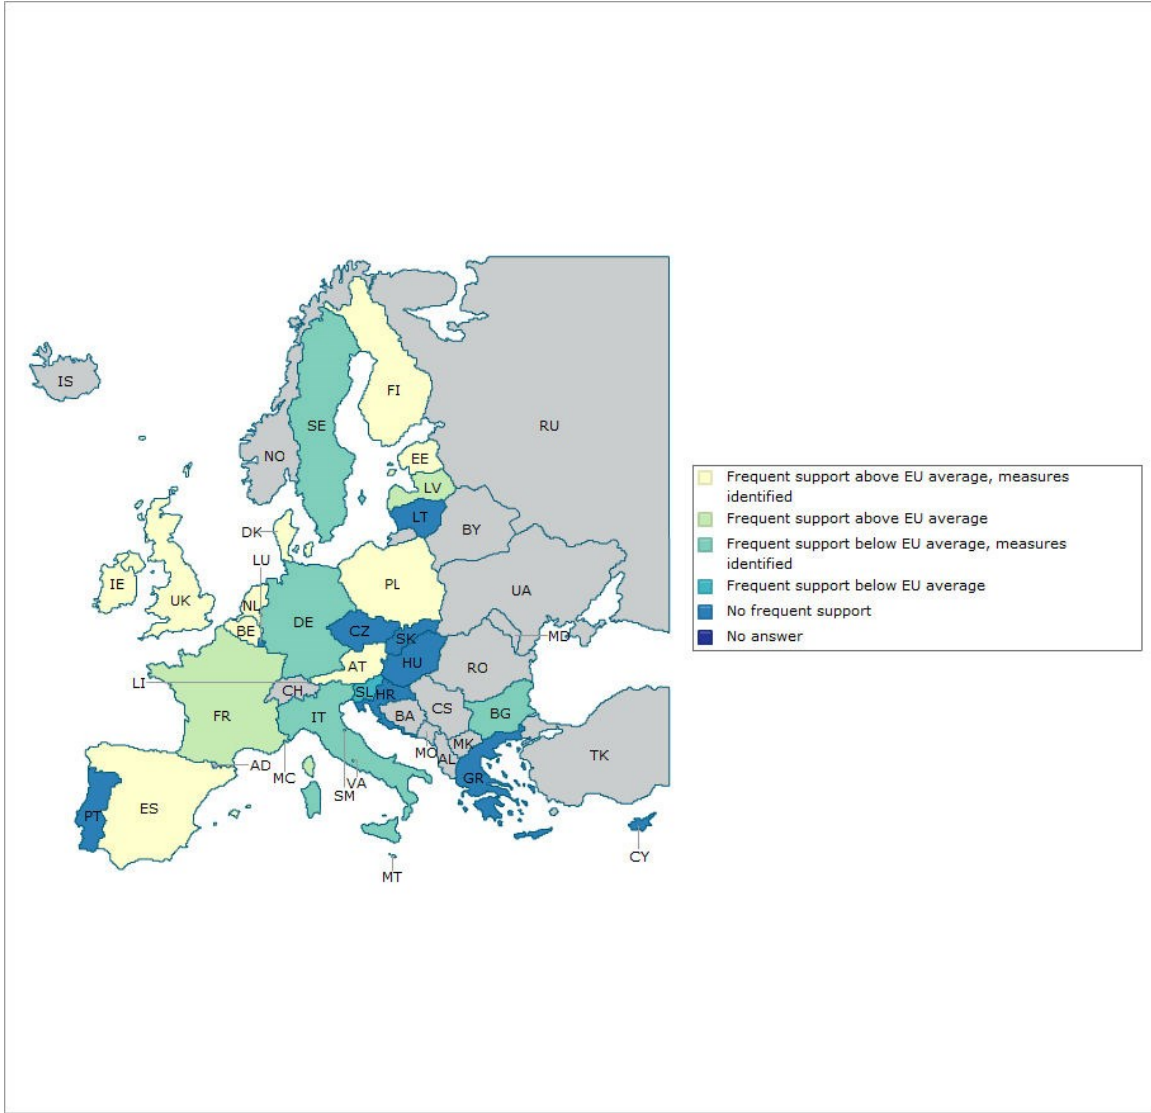 IS
FI
SE
RU
NO
EE
LV
LT
BY
DK
LU
IE
UK
NL
BE
DE
PL
UA
CZ
SK
MD
HU
AT
RO
LI
CH
SL
HR
FR
IT
BA
CS
BG
MO
MK
AL
TK
AD
MC
SM
VA
GR
PT
ES
CY
MT
Frequent support above EU average, measures
identified
Frequent support above EU average
Frequent support below EU average, measures
identified
Frequent support below EU average
No frequent support
No answer